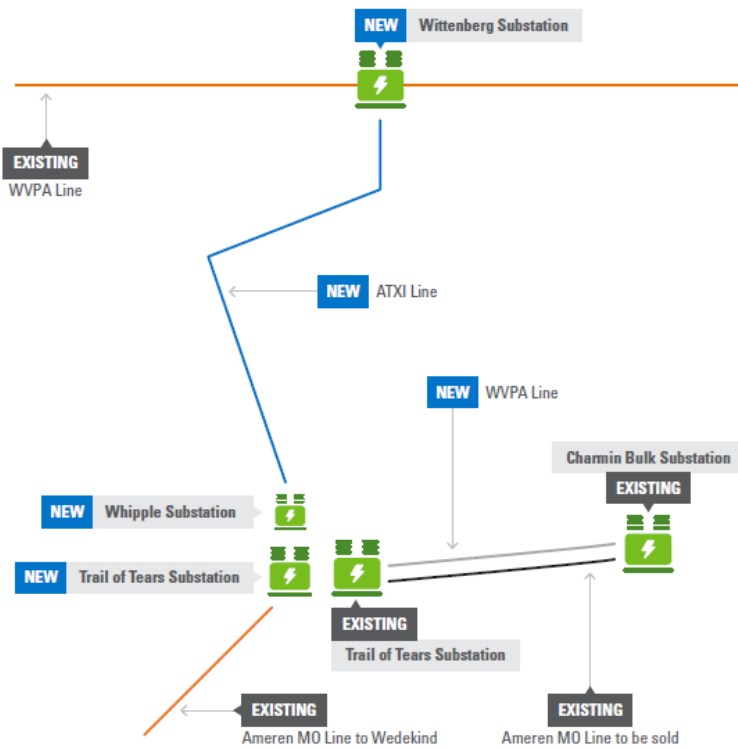 NEW Wittenberg Substation
EXISTING
WVPA Line
NEW ATXI Line
NEW WVPA Line
Charmin Bulk Substation
EXISTING
NEW Whipple Substation
NEW Trail of Tears Substation
EXISTING
Trail of Tears Substation
EXISTING
Ameren MO Line to Wedekind
EXISTING
Ameren MO Line to be sold